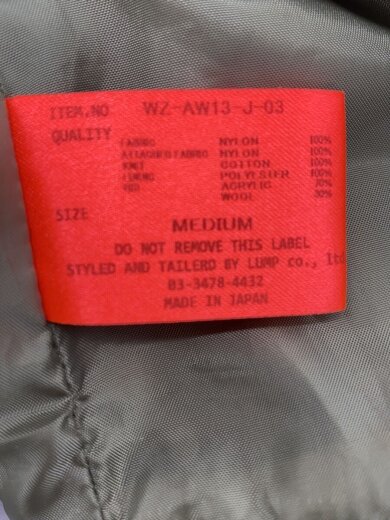 ITEM.NO WZ-AW13-J-03
QUALITY
FABRIC NYLON 100%
ATTACHED FABRIC NYLON 100%
KNIT COTTON 100%
LINING POLYESTER 100%
RIB ACRYLIC 70%
WOOL 30%
SIZE
MEDIUM
DO NOT REMOVE THIS LABEL
STYLED AND TAILERD BY LUMP co., ltd
03-3478-4432
MADE IN JAPAN